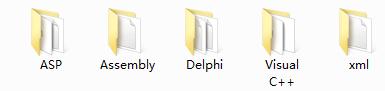 ASP
Assembly
Delphi
Visual
C++
xml